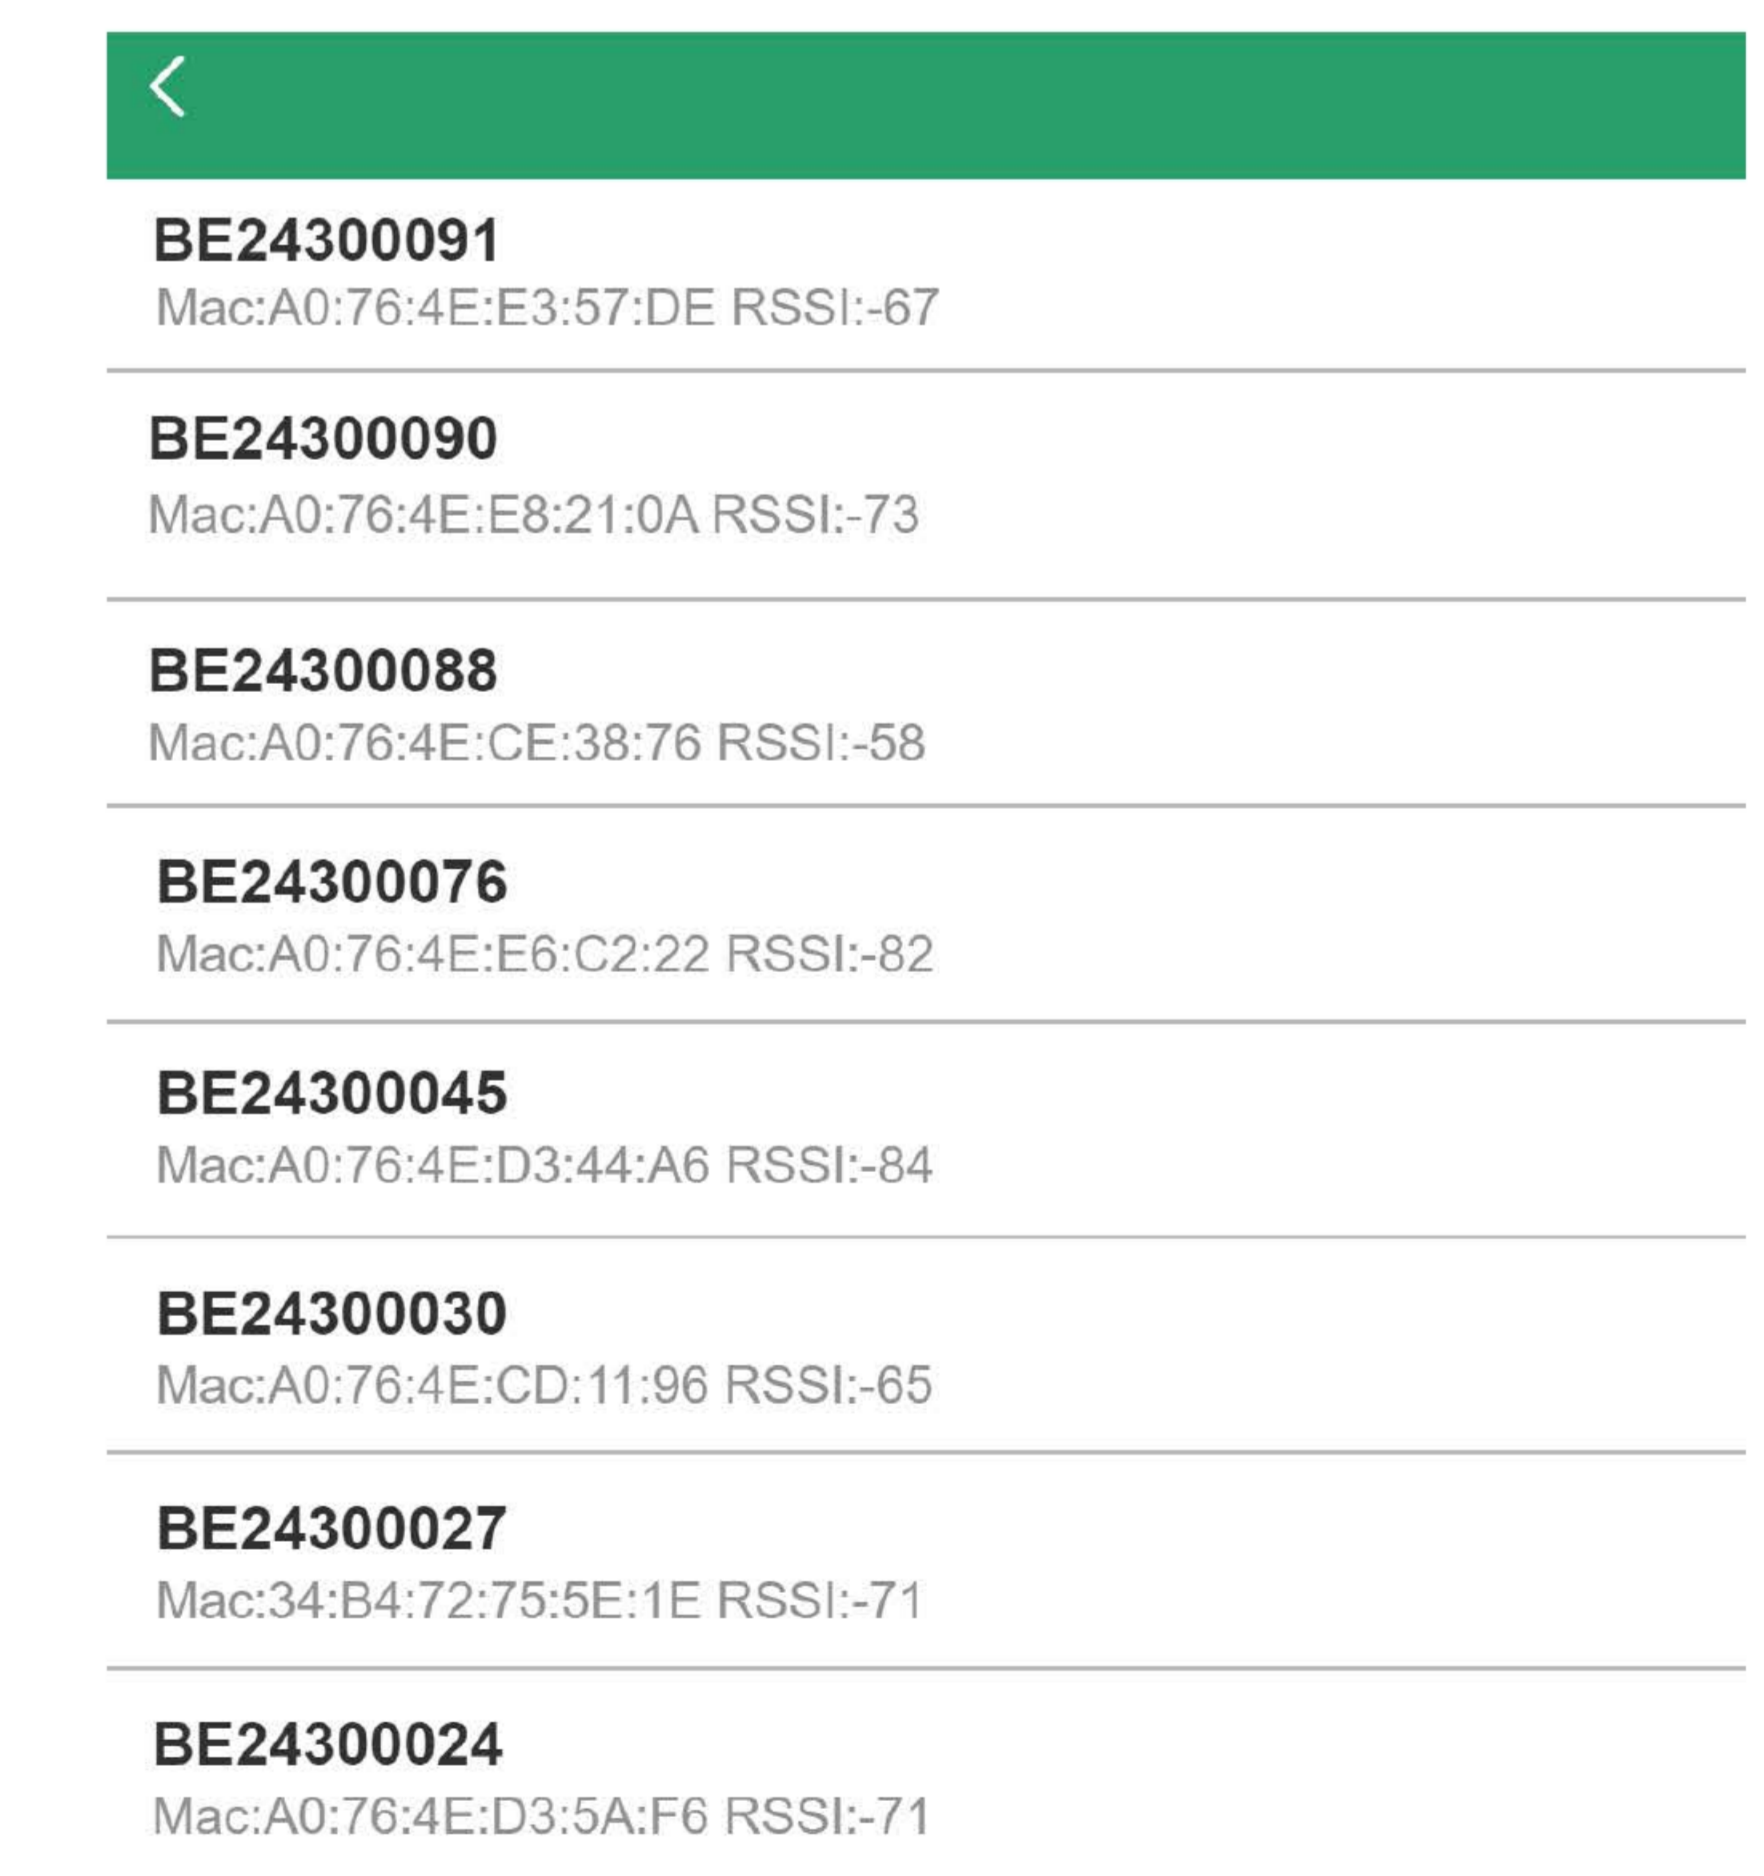 BE24300091
Mac:A0:76:4E:E3:57:DE RSSI:-67
BE24300090
Mac:A0:76:4E:E8:21:0A RSSI:-73
BE24300088
Mac:A0:76:4E:CE:38:76 RSSI:-58
BE24300076
Mac:A0:76:4E:E6:C2:22 RSSI:-82
BE24300045
Mac:A0:76:4E:D3:44:A6 RSSI:-84
BE24300030
Mac:A0:76:4E:CD:11:96 RSSI:-65
BE24300027
Mac:34:B4:72:75:5E:1E RSSI:-71
BE24300024
Mac:A0:76:4E:D3:5A:F6 RSSI:-71